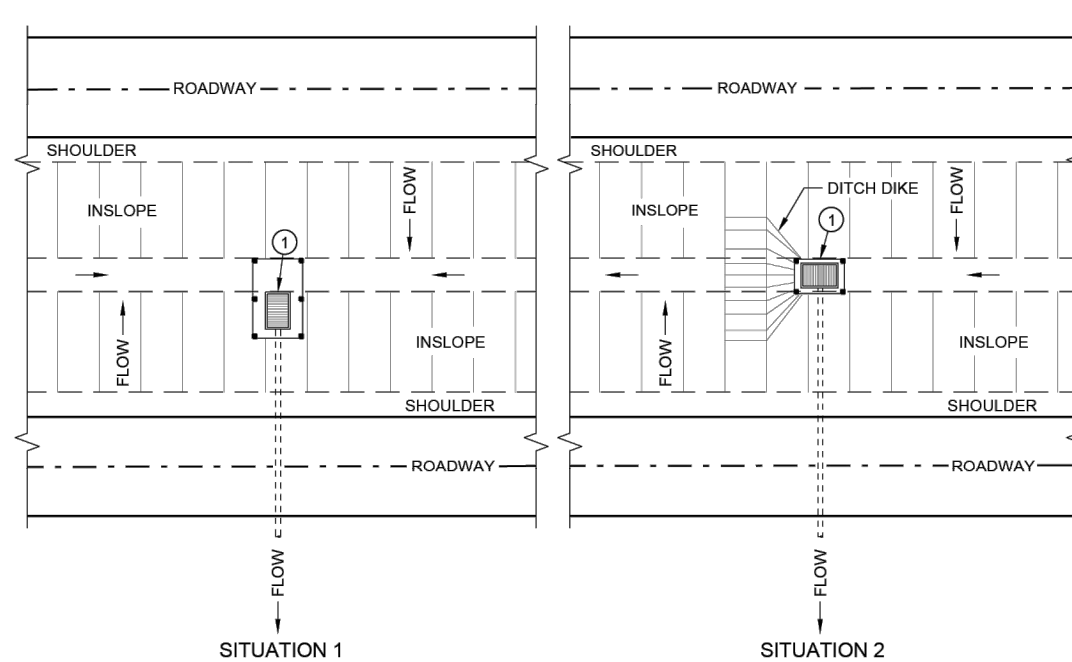 ROADWAY
SHOULDER
INSLOPE
FLOW
1
FLOW
INSLOPE
SHOULDER
ROADWAY
FLOW
SITUATION 1
ROADWAY
SHOULDER
DITCH DIKE
INSLOPE
1
FLOW
FLOW
INSLOPE
SHOULDER
ROADWAY
FLOW
SITUATION 2